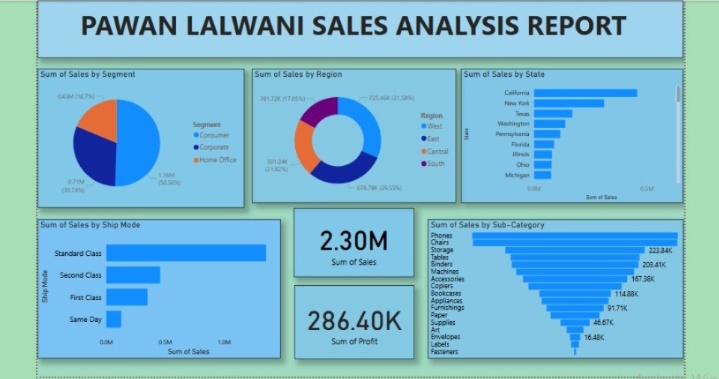 PAWAN LALWANI SALES ANALYSIS REPORT
Sum of Sales by Segment
0.43M (18.7%)
0.71M
(30.74%)
1.16M
(50.56%)
Segment
Consumer
Corporate
Home Office
Sum of Sales by Region
391.72K (17.05%)
725.46K (31.58%)
501.24K
(21.82%)
678.78K (29.55%)
Region
West
East
Central
South
Sum of Sales by State
State
California
New York
Texas
Washington
Pennsylvania
Florida
Illinois
Ohio
Michigan
0.0M
0.5M
Sum of Sales
Sum of Sales by Ship Mode
Ship Mode
Standard Class
Second Class
First Class
Same Day
0.0M
0.5M
1.0M
Sum of Sales
2.30M
Sum of Sales
286.40K
Sum of Profit
Sum of Sales by Sub-Category
Phones
Chairs
Storage 223.84K
Tables
Binders 203.41K
Machines
Accessories 167.38K
Copiers
Bookcases 114.88K
Appliances
Furnishings 91.71K
Paper
Supplies 46.67K
Art
Envelopes 16.48K
Labels
Fasteners